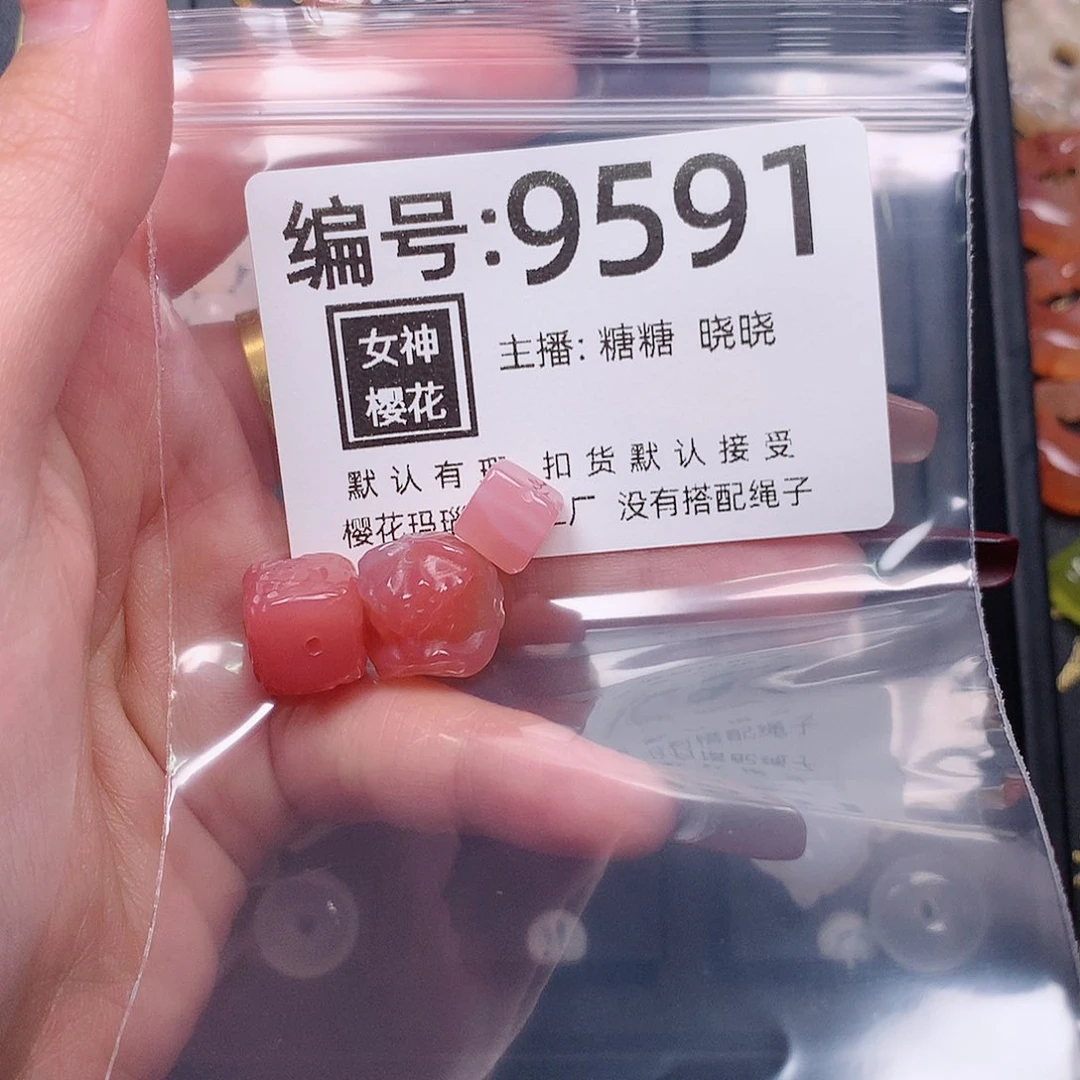 编号:9591
女神
樱花
主播: 糖糖 晓晓
默认有 扣货默认接受
樱花玛瑙 厂 没有搭配绳子